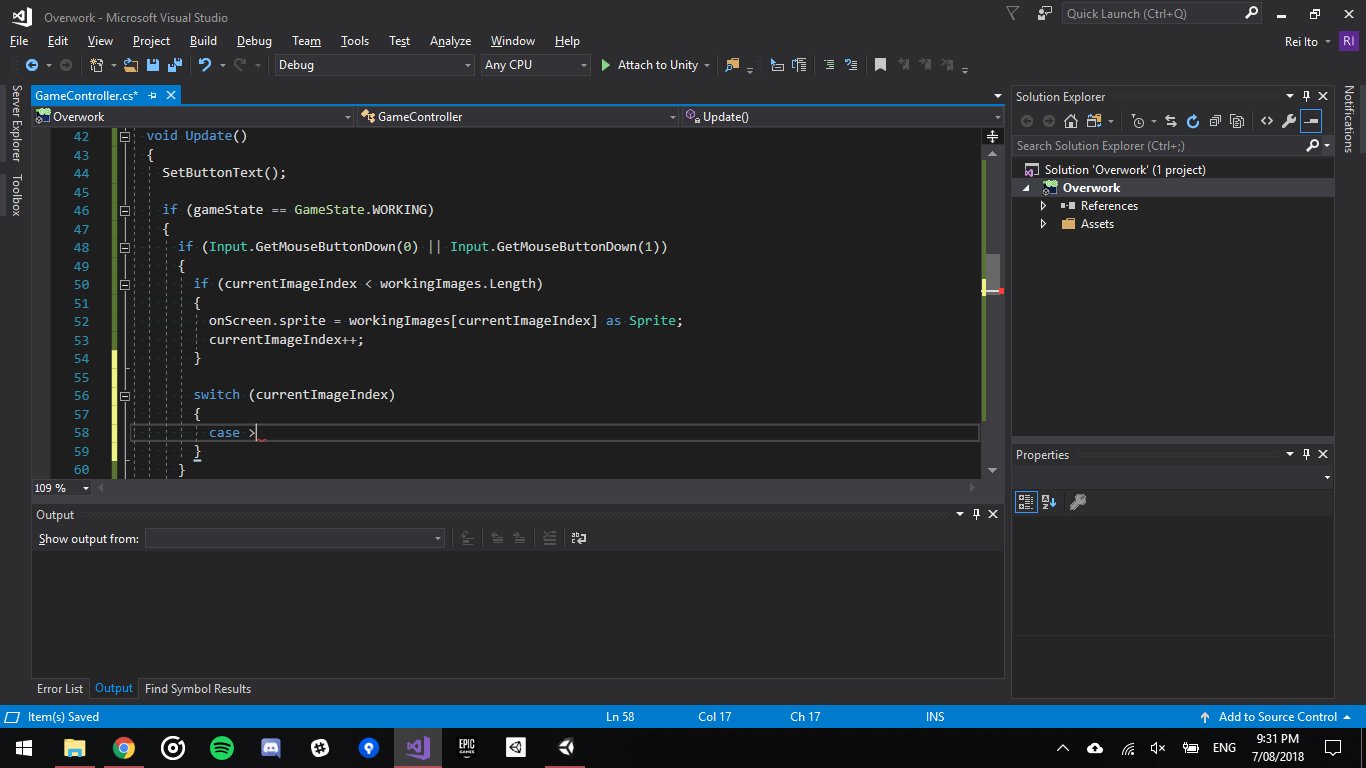 Overwork - Microsoft Visual Studio
Quick Launch (Ctrl+Q)
File Edit View Project Build Debug Team Tools Test Analyze Window Help
Rei Ito RI
Debug Any CPU Attach to Unity
Server Explorer
Toolbox
GameController.cs*
Overwork GameController Update()
42 void Update()
43 {
44 SetButtonText();
45
46 if (gameState == GameState.WORKING)
47 {
48 if (Input.GetMouseButtonDown(0) || Input.GetMouseButtonDown(1))
49 {
50 if (currentImageIndex < workingImages.Length)
51 {
52 onScreen.sprite = workingImages[currentImageIndex] as Sprite;
53 currentImageIndex++;
54 }
55
56 switch (currentImageIndex)
57 {
58 case >
59 }
60 }
109 %
Output
Show output from:
Error List Output Find Symbol Results
Solution Explorer
Search Solution Explorer (Ctrl+;)
Solution 'Overwork' (1 project)
Overwork
References
Assets
Properties
Notifications
Item(s) Saved Ln 58 Col 17 Ch 17 INS Add to Source Control
EPIC GAMES
ENG 9:31 PM
7/08/2018